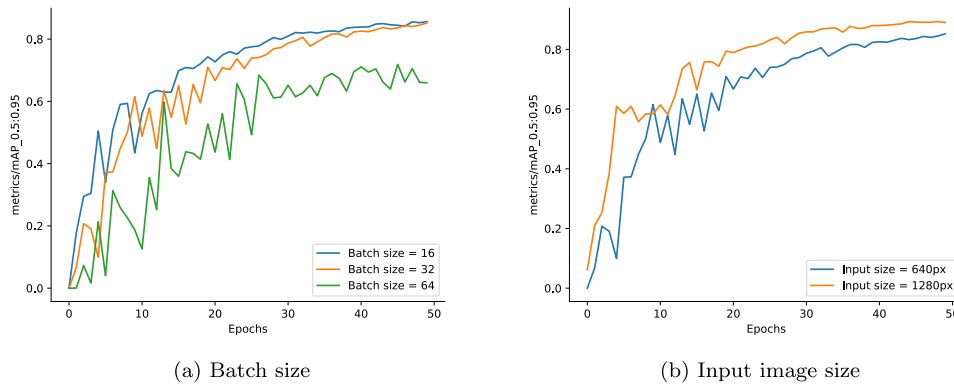 metrics/mAP_0.5:0.95
0.8
0.6
0.4
0.2
0.0
0 10 20 30 40 50
Epochs
Batch size = 16
Batch size = 32
Batch size = 64
(a) Batch size
metrics/mAP_0.5:0.95
0.8
0.6
0.4
0.2
0.0
0 10 20 30 40 50
Epochs
Input size = 640px
Input size = 1280px
(b) Input image size